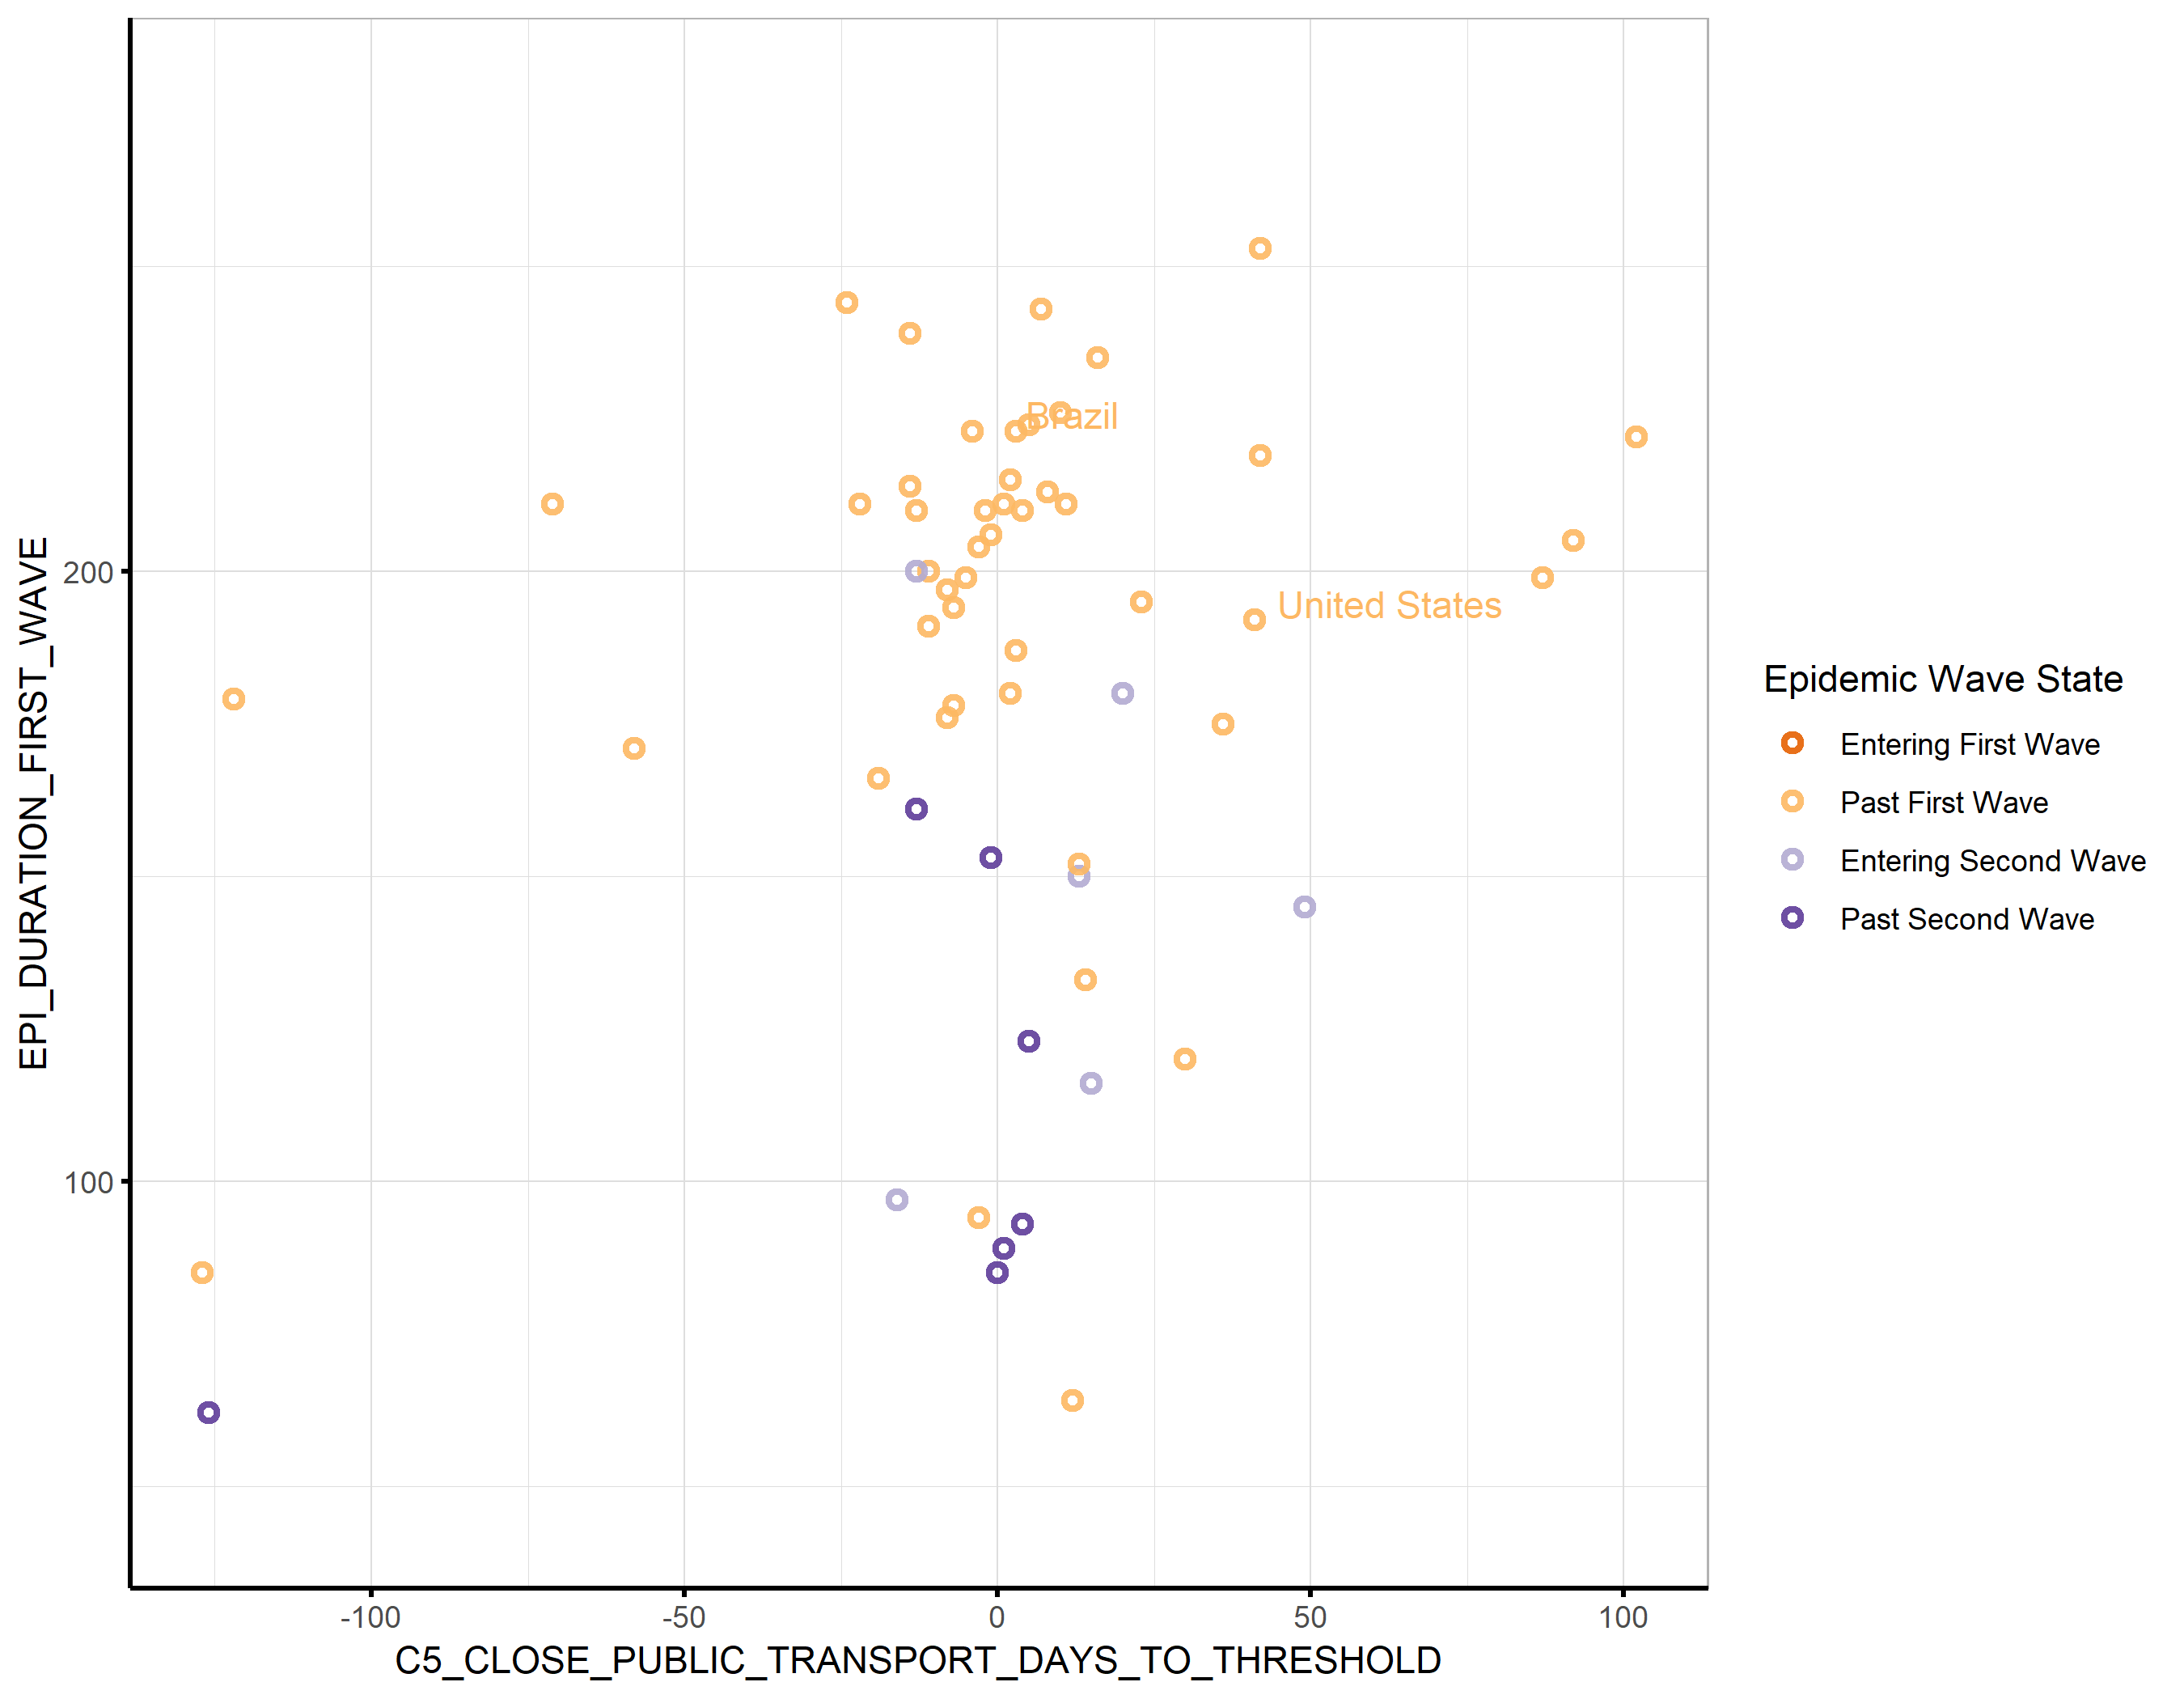 EPI_DURATION_FIRST_WAVE
200
100
Brazil
United States
-100
-50
0
50
100
C5_CLOSE_PUBLIC_TRANSPORT_DAYS_TO_THRESHOLD
Epidemic Wave State
Entering First Wave
Past First Wave
Entering Second Wave
Past Second Wave